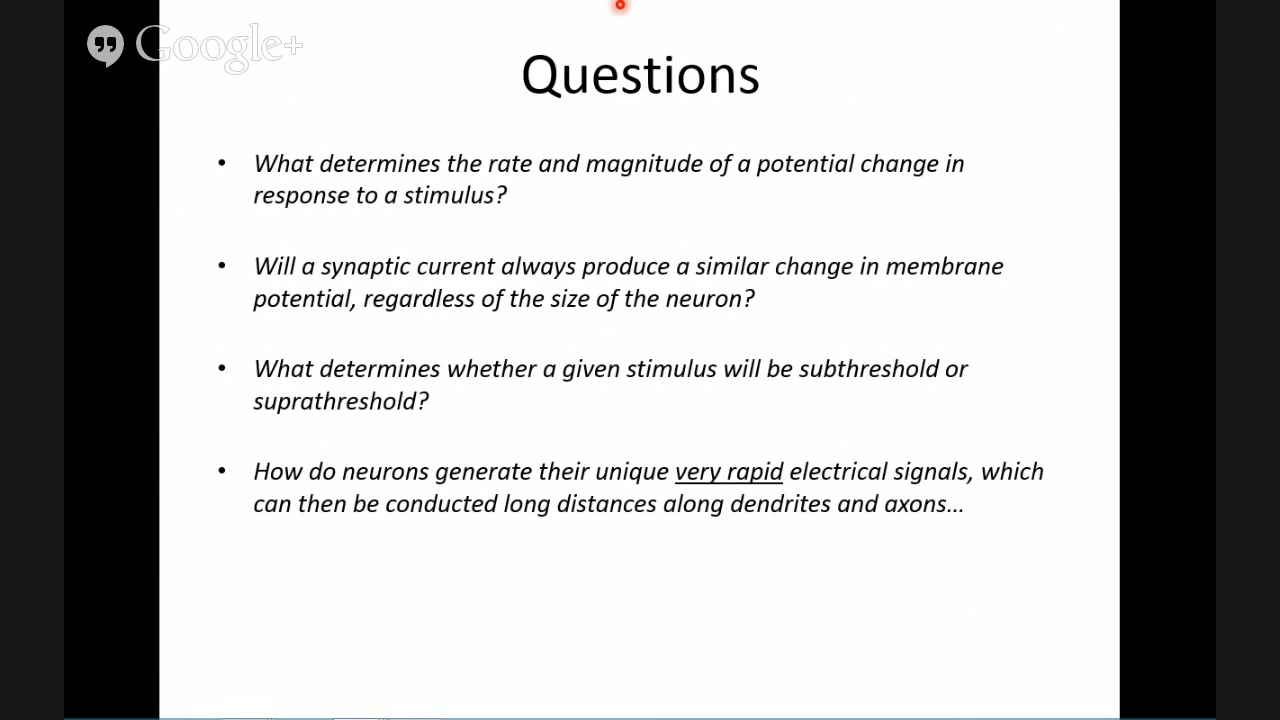 Google+
Questions
• What determines the rate and magnitude of a potential change in
response to a stimulus?
• Will a synaptic current always produce a similar change in membrane
potential, regardless of the size of the neuron?
• What determines whether a given stimulus will be subthreshold or
suprathreshold?
• How do neurons generate their unique very rapid electrical signals, which
can then be conducted long distances along dendrites and axons...